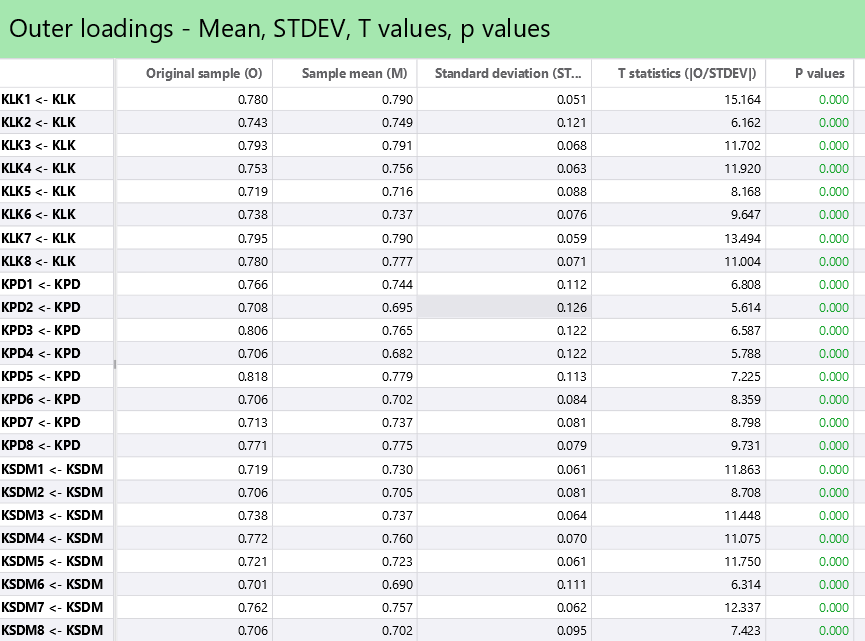 Outer loadings - Mean, STDEV, T values, p values
Original sample (O) Sample mean (M) Standard deviation (ST... T statistics (|O/STDEV|) P values
KLK1 <- KLK 0.780 0.790 0.051 15.164 0.000
KLK2 <- KLK 0.743 0.749 0.121 6.162 0.000
KLK3 <- KLK 0.793 0.791 0.068 11.702 0.000
KLK4 <- KLK 0.753 0.756 0.063 11.920 0.000
KLK5 <- KLK 0.719 0.716 0.088 8.168 0.000
KLK6 <- KLK 0.738 0.737 0.076 9.647 0.000
KLK7 <- KLK 0.795 0.790 0.059 13.494 0.000
KLK8 <- KLK 0.780 0.777 0.071 11.004 0.000
KPD1 <- KPD 0.766 0.744 0.112 6.808 0.000
KPD2 <- KPD 0.708 0.695 0.126 5.614 0.000
KPD3 <- KPD 0.806 0.765 0.122 6.587 0.000
KPD4 <- KPD 0.706 0.682 0.122 5.788 0.000
KPD5 <- KPD 0.818 0.779 0.113 7.225 0.000
KPD6 <- KPD 0.706 0.702 0.084 8.359 0.000
KPD7 <- KPD 0.713 0.737 0.081 8.798 0.000
KPD8 <- KPD 0.771 0.775 0.079 9.731 0.000
KSDM1 <- KSDM 0.719 0.730 0.061 11.863 0.000
KSDM2 <- KSDM 0.706 0.705 0.081 8.708 0.000
KSDM3 <- KSDM 0.738 0.737 0.064 11.448 0.000
KSDM4 <- KSDM 0.772 0.760 0.070 11.075 0.000
KSDM5 <- KSDM 0.721 0.723 0.061 11.750 0.000
KSDM6 <- KSDM 0.701 0.690 0.111 6.314 0.000
KSDM7 <- KSDM 0.762 0.757 0.062 12.337 0.000
KSDM8 <- KSDM 0.706 0.702 0.095 7.423 0.000